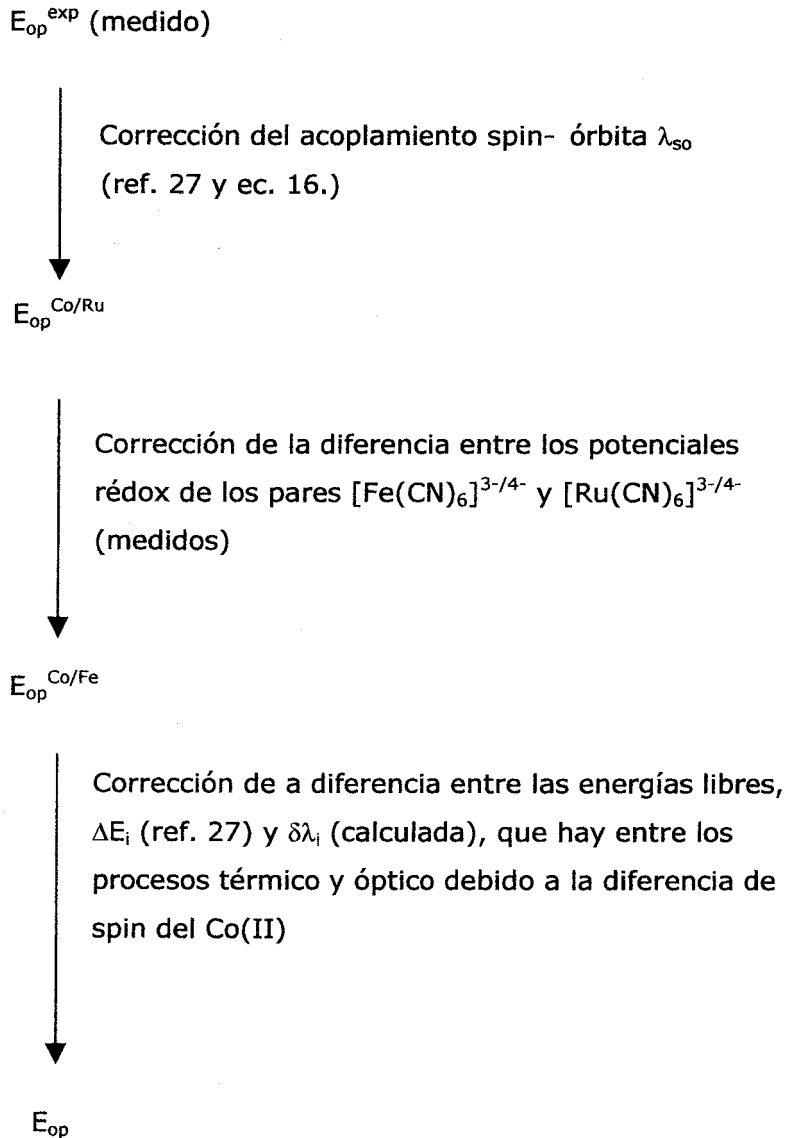 E_op^exp (medido)
Corrección del acoplamiento spin- órbita λ_so
(ref. 27 y ec. 16.)
E_op^Co/Ru
Corrección de la diferencia entre los potenciales
rédox de los pares [Fe(CN)_6]^3-/4- y [Ru(CN)_6]^3-/4-
(medidos)
E_op^Co/Fe
Corrección de a diferencia entre las energías libres,
ΔE_i (ref. 27) y δλ_i (calculada), que hay entre los
procesos térmico y óptico debido a la diferencia de
spin del Co(II)
E_op